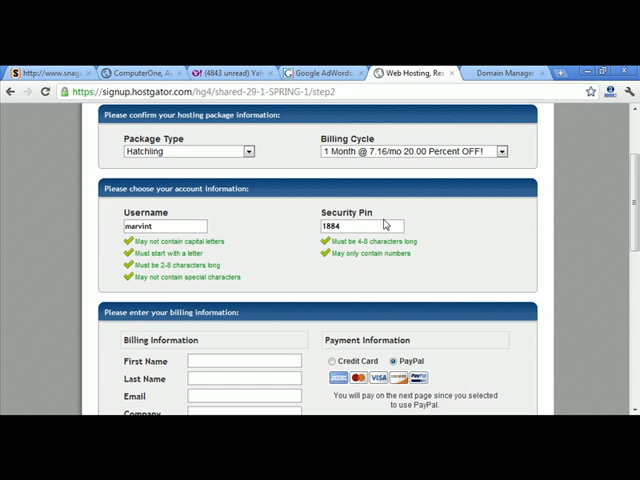 http://www.snag
ComputerOne, A
(4843 unread) Yah
Google AdWords
Web Hosting, Res
Domain Manager
https://signup.hostgator.com/hg4/shared-29-1-SPRING-1/step2
Please confirm your hosting package information:
Package Type
Billing Cycle
Hatchling
1 Month @ 7.16/mo 20.00 Percent OFF!
Please choose your account information:
Username
Security Pin
marvint
1884
May not contain capital letters
Must be 4-8 characters long
Must start with a letter
May only contain numbers
Must be 2-8 characters long
May not contain special characters
Please enter your billing information:
Billing Information
Payment Information
First Name
Credit Card
PayPal
Last Name
VISA
Email
You will pay on the next page since you selected
to use PayPal.
Company